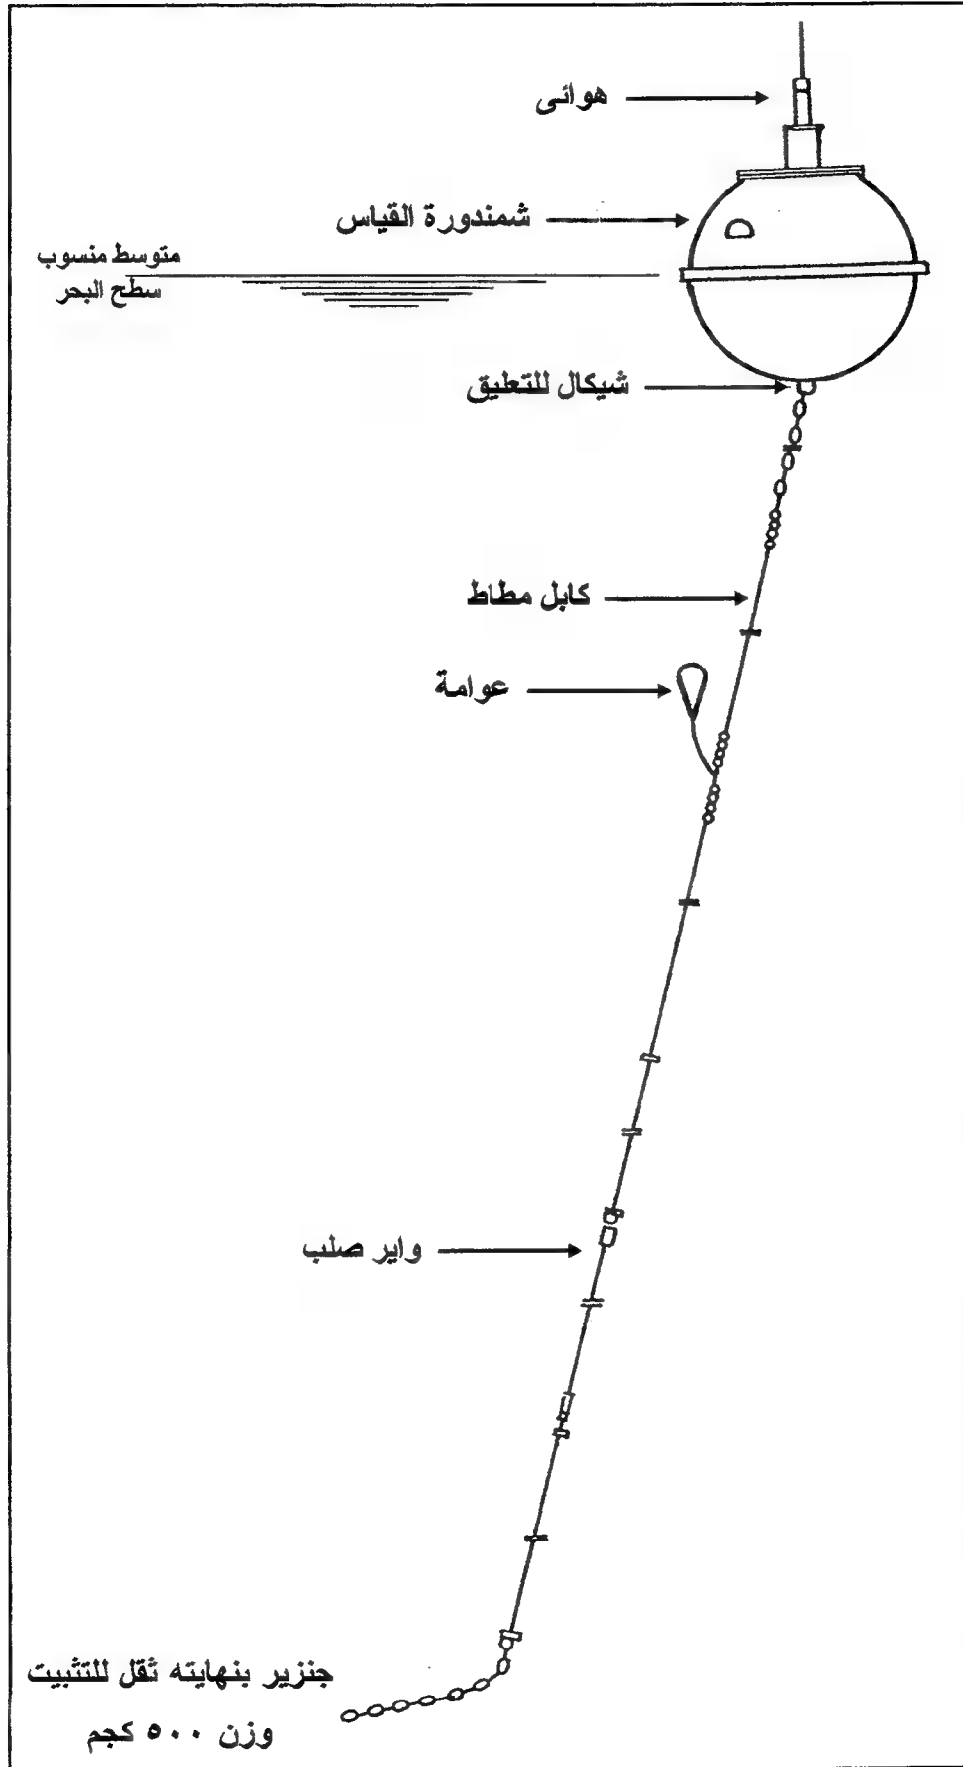 هوائى
شمندورة القياس
متوسط منسوب
سطح البحر
شيكال للتعليق
كابل مطاط
عوامة
واير صلب
جنزير بنهايته ثقل للتثبيت
وزن ٥٠٠ كجم